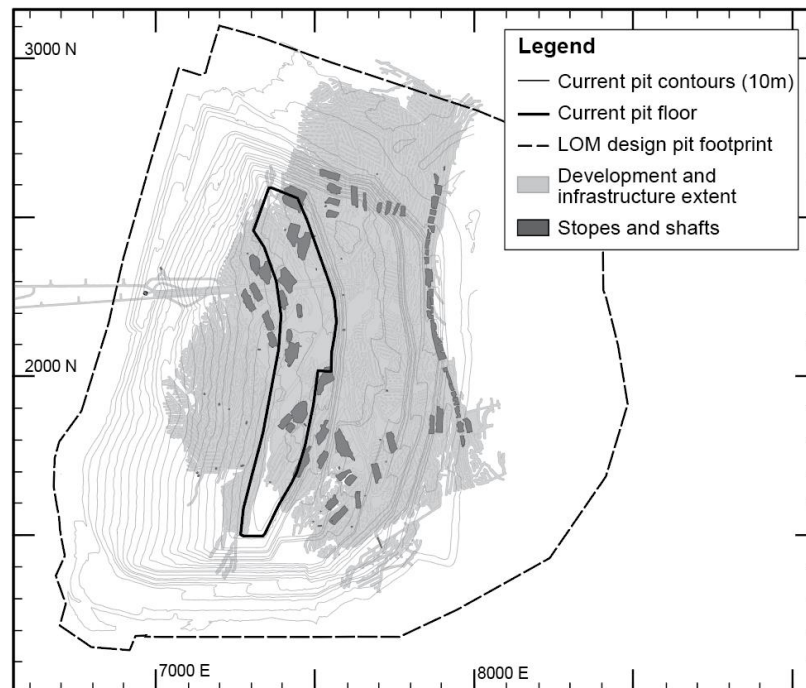 3000 N
Legend
Current pit contours (10m)
Current pit floor
LOM design pit footprint
Development and
infrastructure extent
Stopes and shafts
2000 N
7000 E
8000 E